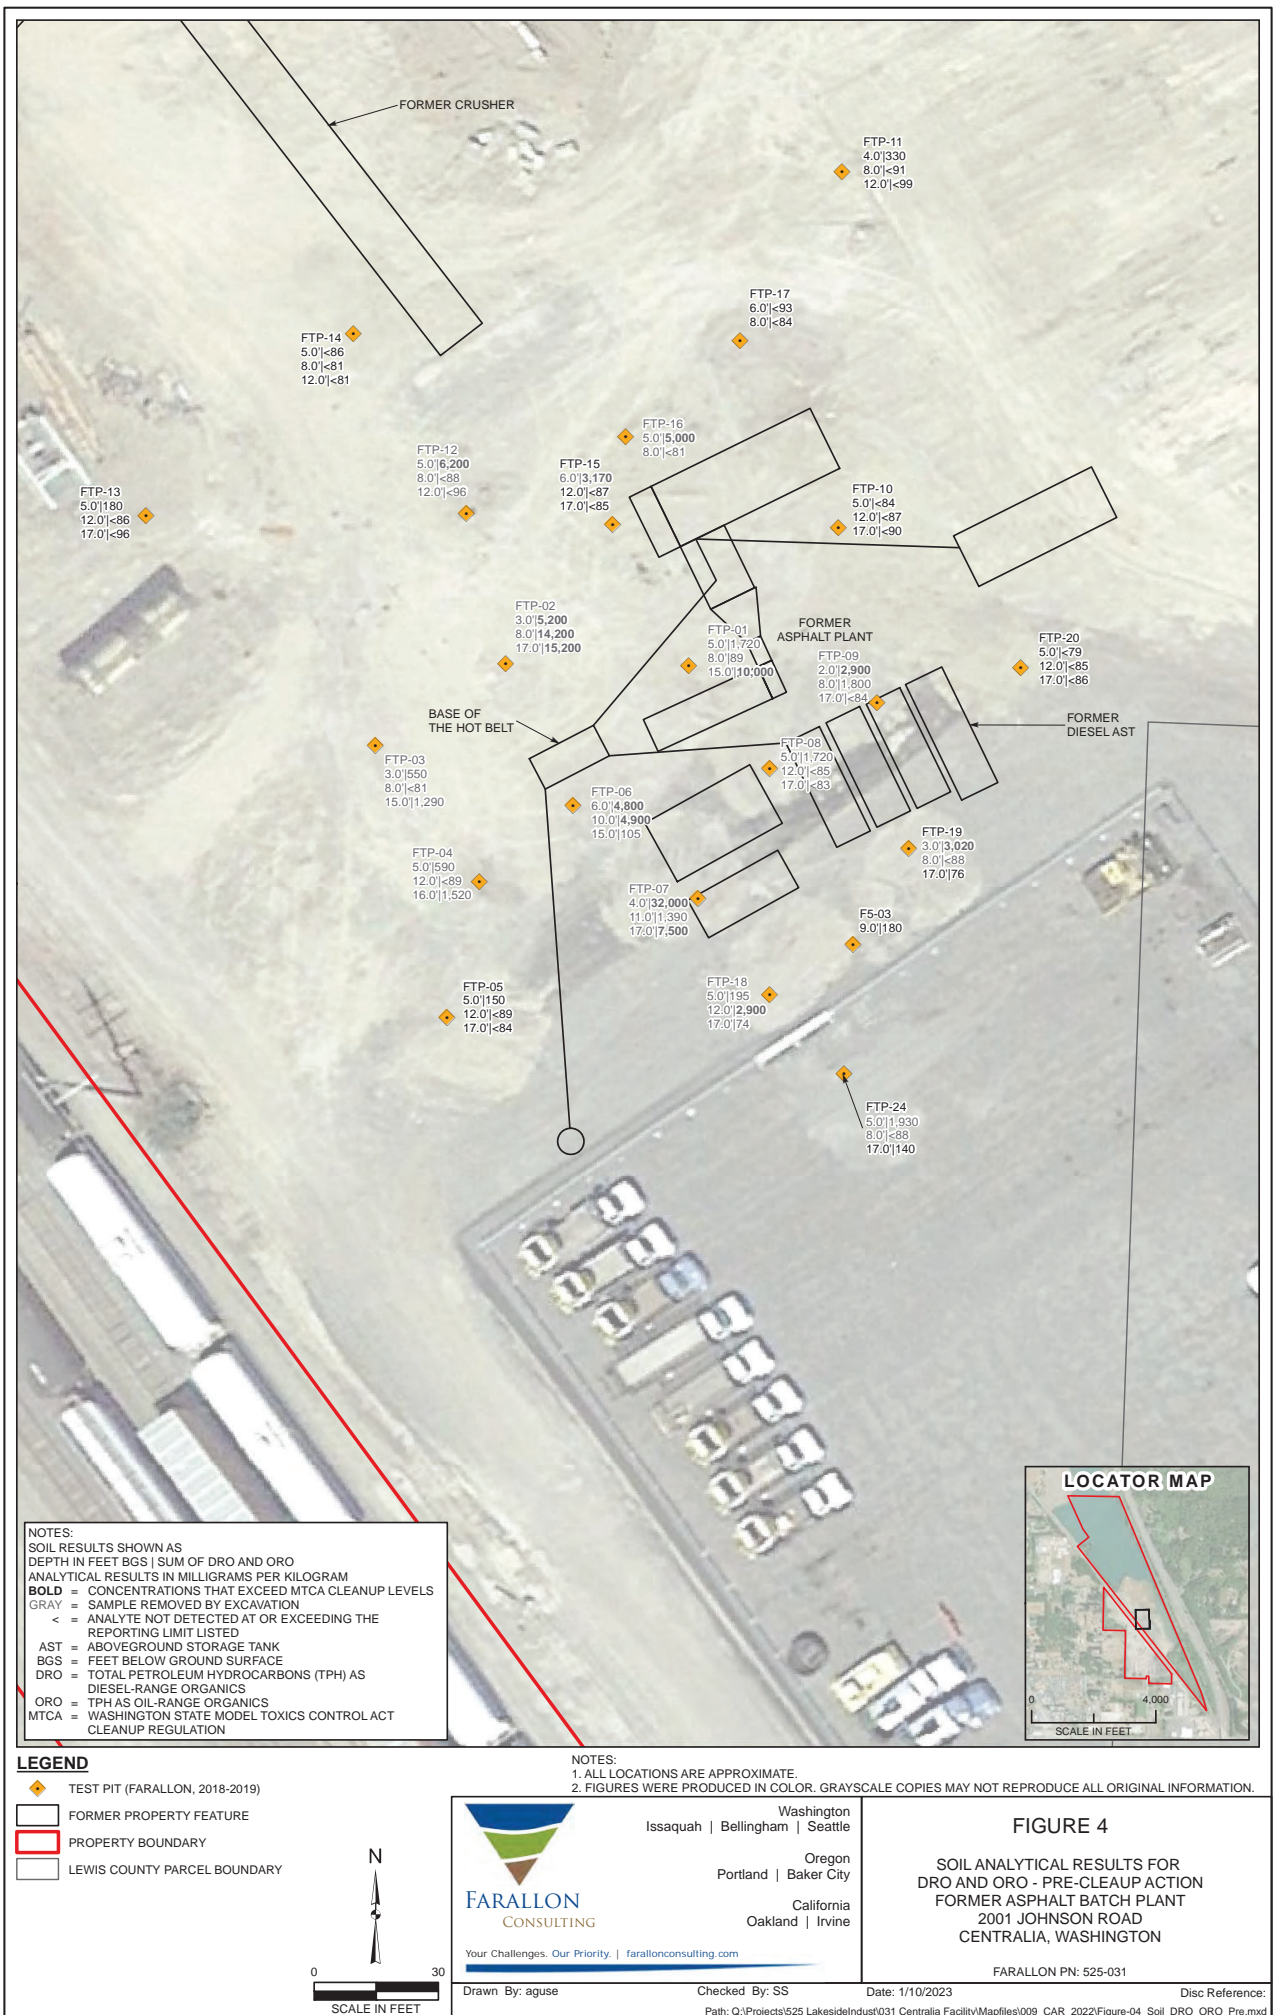 FORMER CRUSHER
FTP-11
4.0'|330
8.0'|<91
12.0'|<99
FTP-17
6.0'|<93
8.0'|<84
FTP-14
5.0'|<86
8.0'|<81
12.0'|<81
FTP-16
5.0'|5,000
8.0'|<81
FTP-12
5.0'|6,200
8.0'|<88
12.0'|<96
FTP-15
6.0'|3,170
12.0'|<87
17.0'|<85
FTP-13
5.0'|180
12.0'|<86
17.0'|<96
FTP-10
5.0'|<84
12.0'|<87
17.0'|<90
FTP-02
3.0'|5,200
8.0'|14,200
17.0'|15,200
FTP-01
5.0'|1,720
8.0'|89
15.0'|10,000
FORMER
ASPHALT PLANT
FTP-09
2.0'|2,900
8.0'|1,800
17.0'|<84
FTP-20
5.0'|<79
12.0'|<85
17.0'|<86
BASE OF
THE HOT BELT
FORMER
DIESEL AST
FTP-03
3.0'|550
8.0'|<81
15.0'|1,290
FTP-08
5.0'|1,720
12.0'|<85
17.0'|<83
FTP-06
6.0'|4,800
10.0'|4,900
15.0'|105
FTP-19
3.0'|3,020
8.0'|<88
17.0'|76
FTP-04
5.0'|590
12.0'|<89
16.0'|1,520
FTP-07
4.0'|32,000
11.0'|1,390
17.0'|7,500
F5-03
9.0'|180
FTP-05
5.0'|150
12.0'|<89
17.0'|<84
FTP-18
5.0'|195
12.0'|2,900
17.0'|74
FTP-24
5.0'|1,930
8.0'|<88
17.0'|140
LOCATOR MAP
0 4,000
SCALE IN FEET
NOTES:
SOIL RESULTS SHOWN AS
DEPTH IN FEET BGS | SUM OF DRO AND ORO
ANALYTICAL RESULTS IN MILLIGRAMS PER KILOGRAM
BOLD = CONCENTRATIONS THAT EXCEED MTCA CLEANUP LEVELS
GRAY = SAMPLE REMOVED BY EXCAVATION
< = ANALYTE NOT DETECTED AT OR EXCEEDING THE
REPORTING LIMIT LISTED
AST = ABOVEGROUND STORAGE TANK
BGS = FEET BELOW GROUND SURFACE
DRO = TOTAL PETROLEUM HYDROCARBONS (TPH) AS
DIESEL-RANGE ORGANICS
ORO = TPH AS OIL-RANGE ORGANICS
MTCA = WASHINGTON STATE MODEL TOXICS CONTROL ACT
CLEANUP REGULATION
LEGEND
TEST PIT (FARALLON, 2018-2019)
FORMER PROPERTY FEATURE
PROPERTY BOUNDARY
LEWIS COUNTY PARCEL BOUNDARY
N
0 30
SCALE IN FEET
NOTES:
1. ALL LOCATIONS ARE APPROXIMATE.
2. FIGURES WERE PRODUCED IN COLOR. GRAYSCALE COPIES MAY NOT REPRODUCE ALL ORIGINAL INFORMATION.
FARALLON
CONSULTING
Washington
Issaquah | Bellingham | Seattle
Oregon
Portland | Baker City
California
Oakland | Irvine
Your Challenges. Our Priority. | farallonconsulting.com
FIGURE 4
SOIL ANALYTICAL RESULTS FOR
DRO AND ORO - PRE-CLEAUP ACTION
FORMER ASPHALT BATCH PLANT
2001 JOHNSON ROAD
CENTRALIA, WASHINGTON
FARALLON PN: 525-031
Drawn By: aguse Checked By: SS Date: 1/10/2023 Disc Reference:
Path: Q:\Projects\525 LakesideIndust\031 Centralia Facility\Mapfiles\009_CAR_2022\Figure-04_Soil_DRO_ORO_Pre.mxd